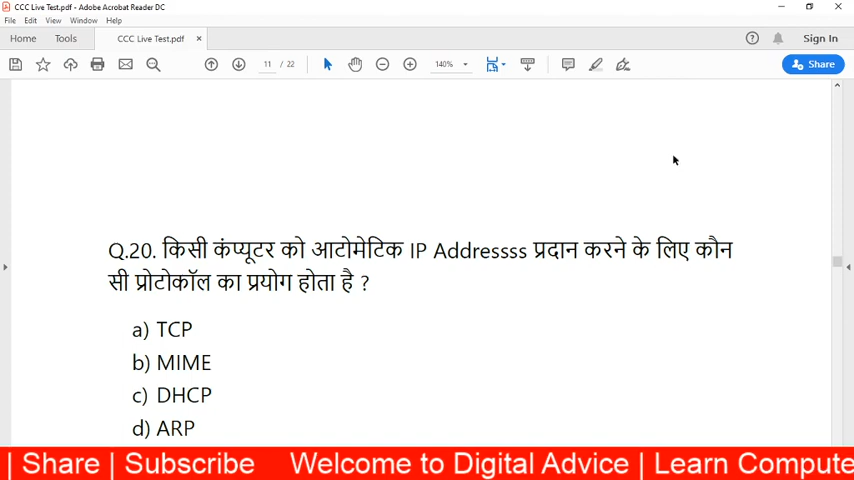 CCC Live Test.pdf - Adobe Acrobat Reader DC
File Edit View Window Help
Home Tools CCC Live Test.pdf × Sign In
11 / 22 140% Share
Q.20. किसी कंप्यूटर को आटोमेटिक IP Addressss प्रदान करने के लिए कौन
सी प्रोटोकॉल का प्रयोग होता है ?
a) TCP
b) MIME
c) DHCP
d) ARP
| Share | Subscribe Welcome to Digital Advice | Learn Compute